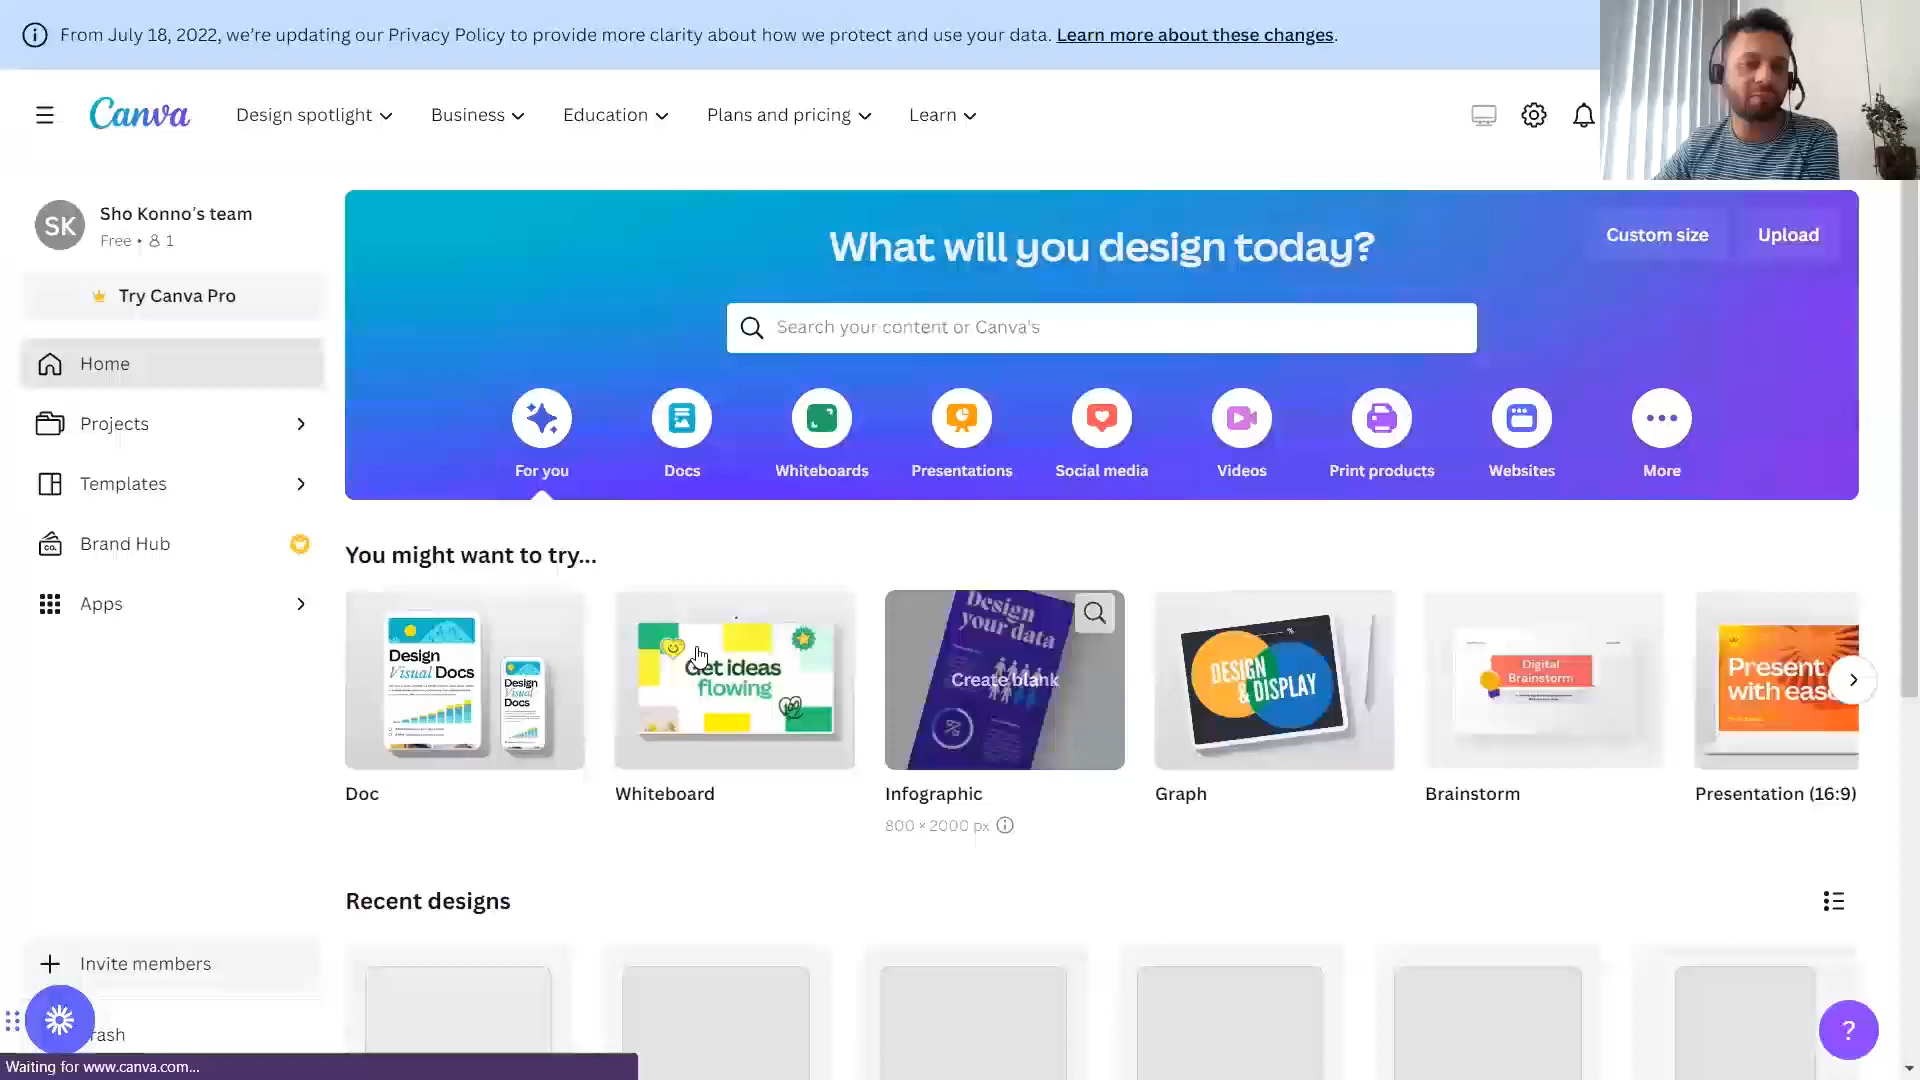 From July 18, 2022, we're updating our Privacy Policy to provide more clarity about how we protect and use your data. Learn more about these changes.
Canva
Design spotlight
Business
Education
Plans and pricing
Learn
SK
Sho Konno's team
Free • 1
Try Canva Pro
Home
Projects
Templates
CO.
Brand Hub
Apps
Invite members
rash
What will you design today?
Custom size
Upload
Search your content or Canva's
For you
Docs
Whiteboards
Presentations
Social media
Videos
Print products
Websites
More
You might want to try...
Design
Visual Docs
Design
Visual
Docs
Get ideas
flowing
100
Design
your data
Create blank
DESIGN
& DISPLAY
Digital
Brainstorm
Present
with eas
Doc
Whiteboard
Infographic
Graph
Brainstorm
Presentation (16:9)
800 × 2000 px
Recent designs
?
Waiting for www.canva.com...